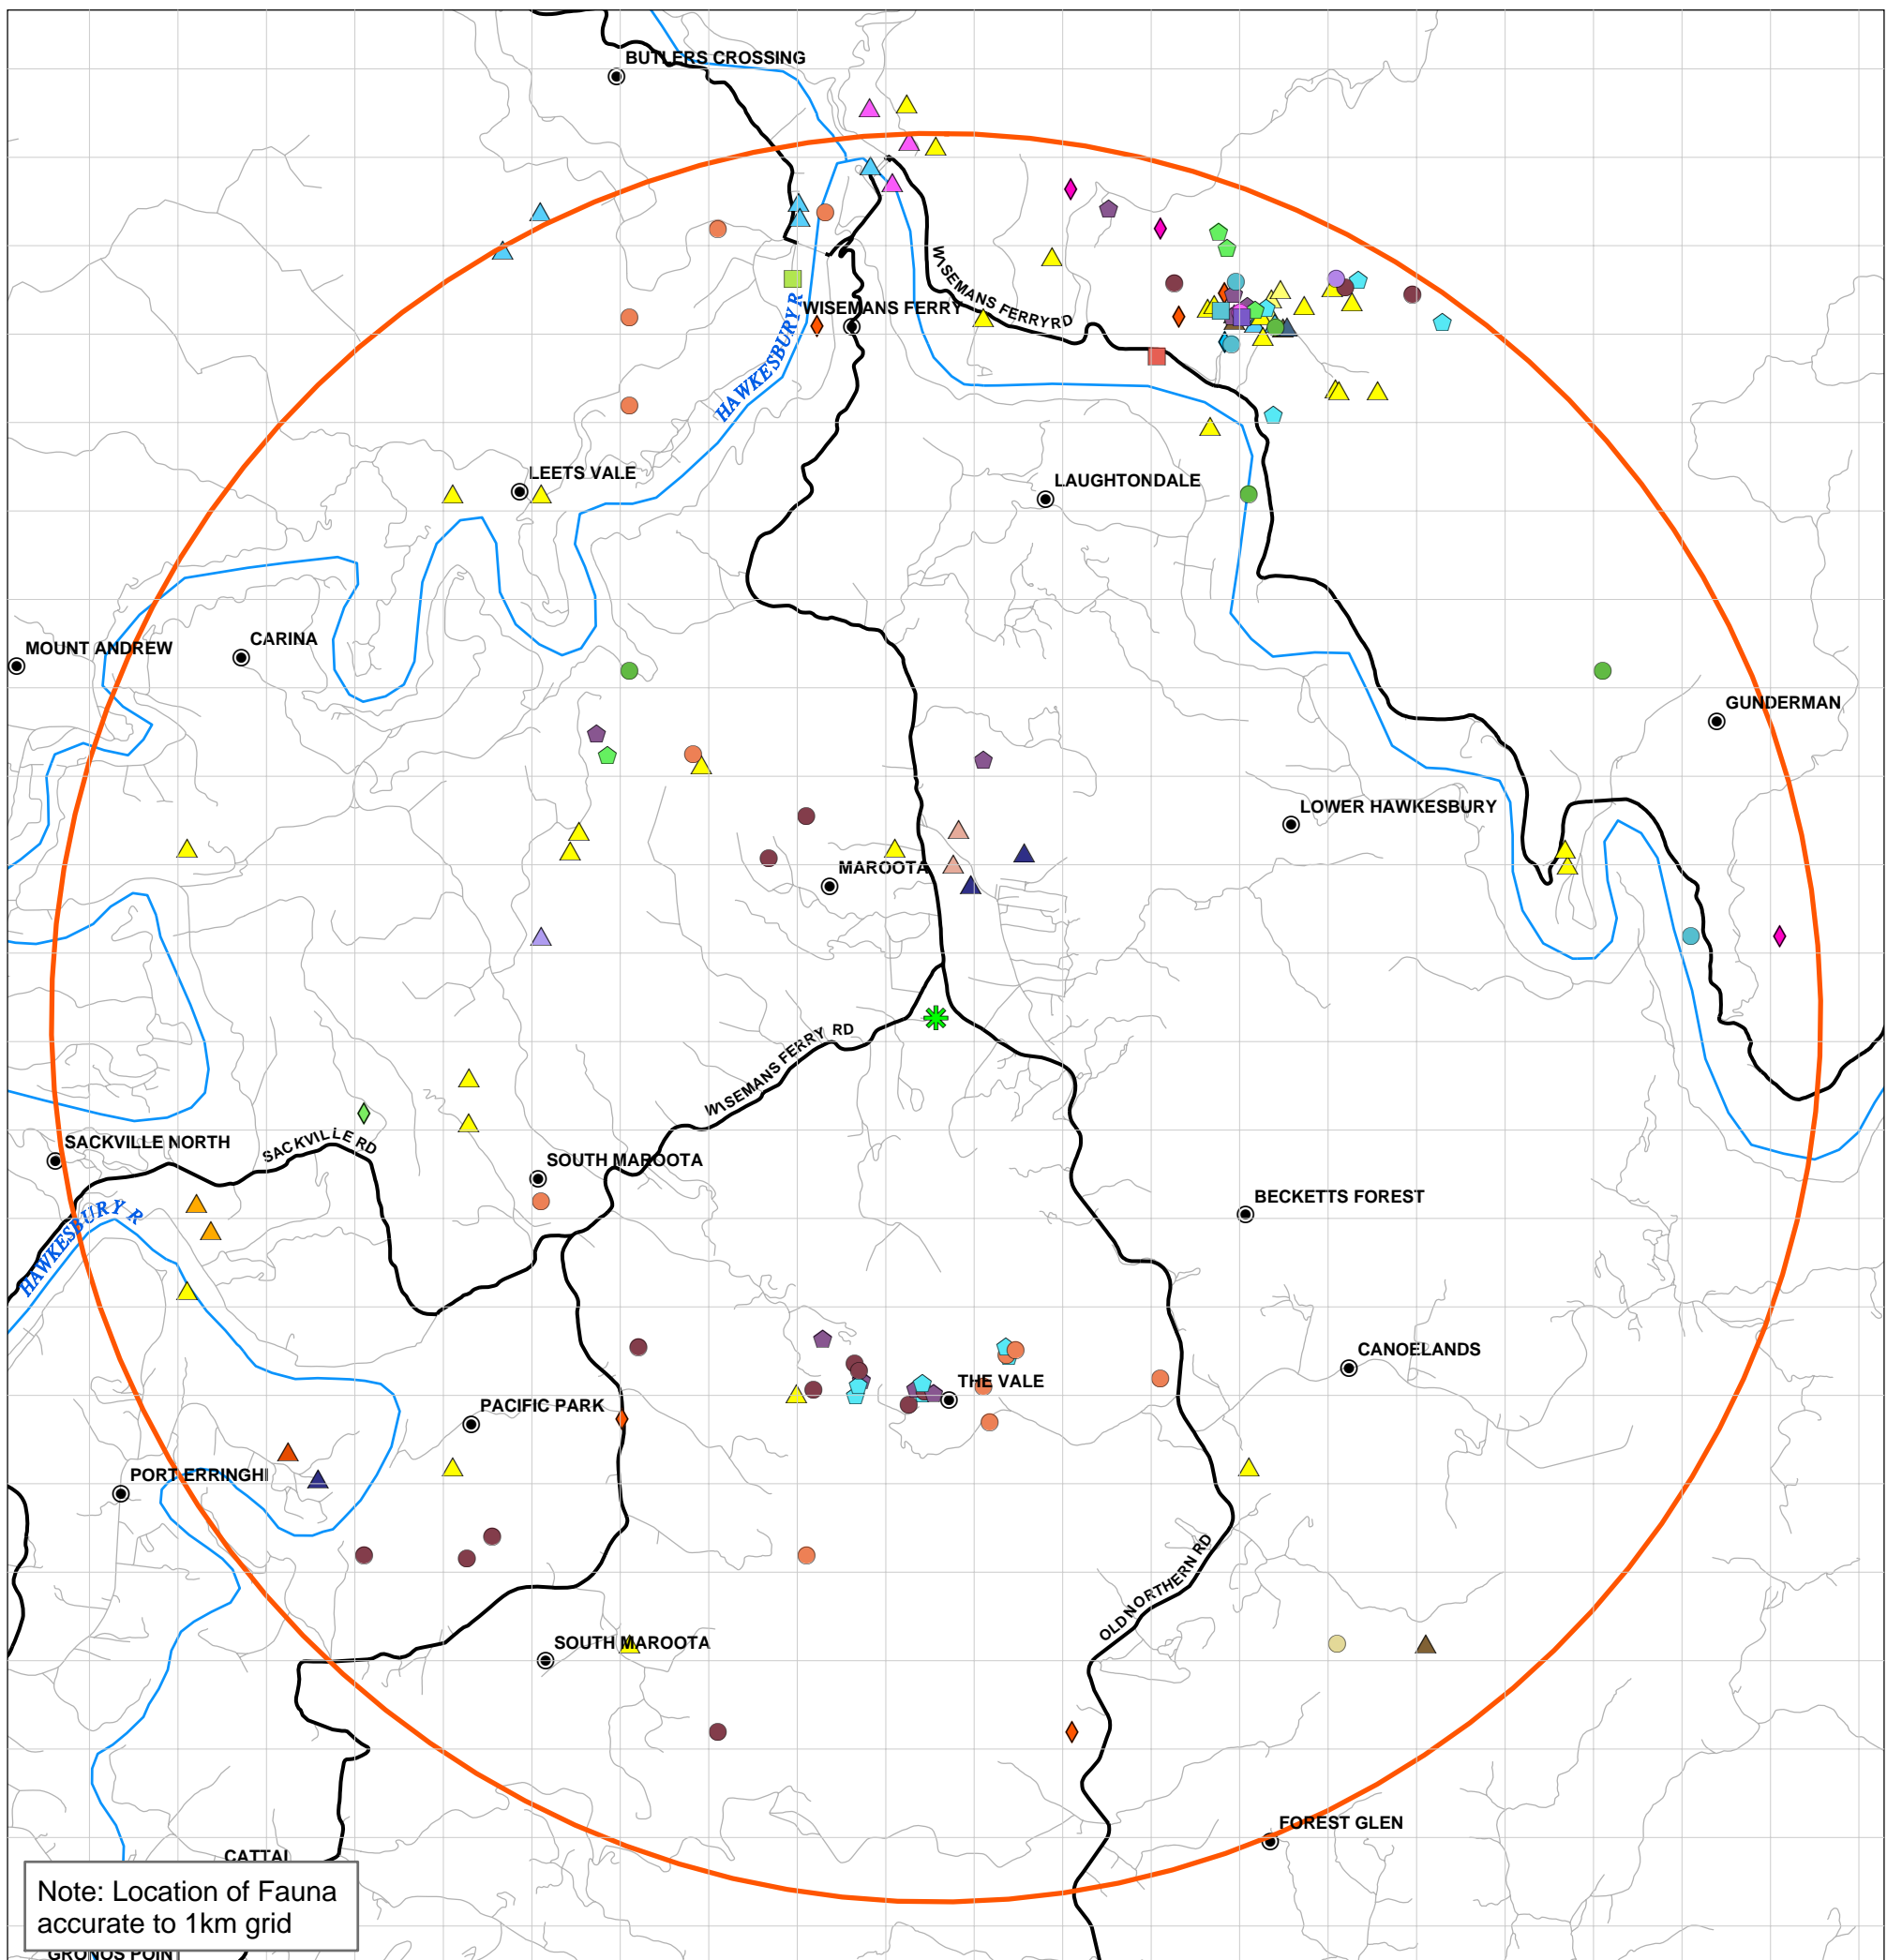 BUTLERS CROSSING
WISEMANS FERRY RD
WISEMANS FERRY
HAWKESBURY R
LEETS VALE
LAUGHTONDALE
CARINA
MOUNT ANDREW
GUNDERMAN
LOWER HAWKESBURY
MAROOTA
WISEMANS FERRY RD
SACKVILLE NORTH
SACKVILLE RD
SOUTH MAROOTA
BECKETTS FOREST
HAWKESBURY R
CANOELANDS
THE VALE
PACIFIC PARK
PORT ERRINGHI
OLD NORTHERN RD
SOUTH MAROOTA
FOREST GLEN
CATTAI
Note: Location of Fauna
accurate to 1km grid
GRONOS POINT